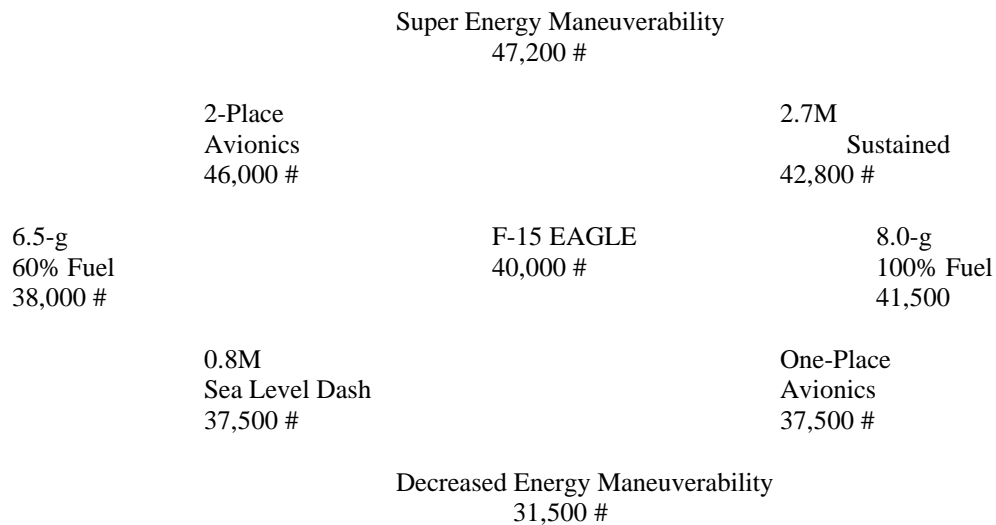 Super Energy Maneuverability
47,200 #
2-Place
Avionics
46,000 #
2.7M
Sustained
42,800 #
6.5-g
60% Fuel
38,000 #
F-15 EAGLE
40,000 #
8.0-g
100% Fuel
41,500
0.8M
Sea Level Dash
37,500 #
One-Place
Avionics
37,500 #
Decreased Energy Maneuverability
31,500 #